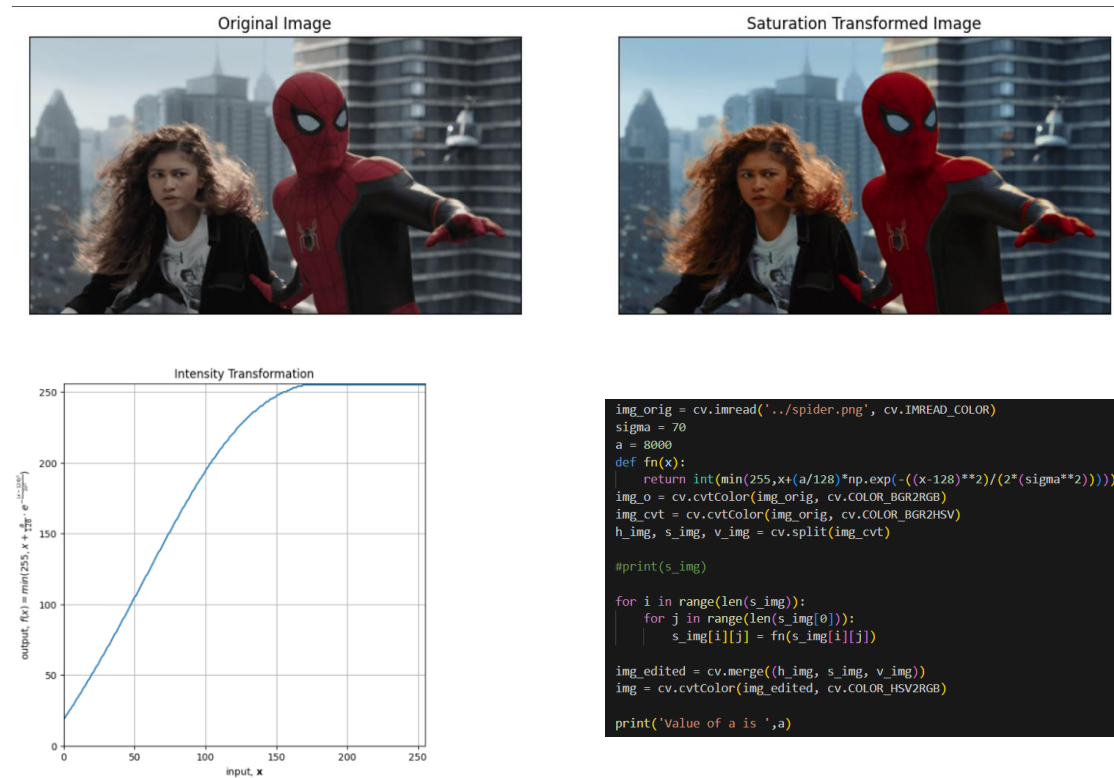 Original Image
Saturation Transformed Image
Intensity Transformation
250
200
150
100
50
0
0 50 100 150 200 250
input, x
output, f(x) = min(255, x + a/128 · e
img_orig = cv.imread('../spider.png', cv.IMREAD_COLOR)
sigma = 70
a = 8000
def fn(x):
    return int(min(255,x+(a/128)*np.exp(-((x-128)**2)/(2*(sigma**2)))))
img_o = cv.cvtColor(img_orig, cv.COLOR_BGR2RGB)
img_cvt = cv.cvtColor(img_orig, cv.COLOR_BGR2HSV)
h_img, s_img, v_img = cv.split(img_cvt)
#print(s_img)
for i in range(len(s_img)):
    for j in range(len(s_img[0])):
        s_img[i][j] = fn(s_img[i][j])
img_edited = cv.merge((h_img, s_img, v_img))
img = cv.cvtColor(img_edited, cv.COLOR_HSV2RGB)
print('Value of a is ',a)